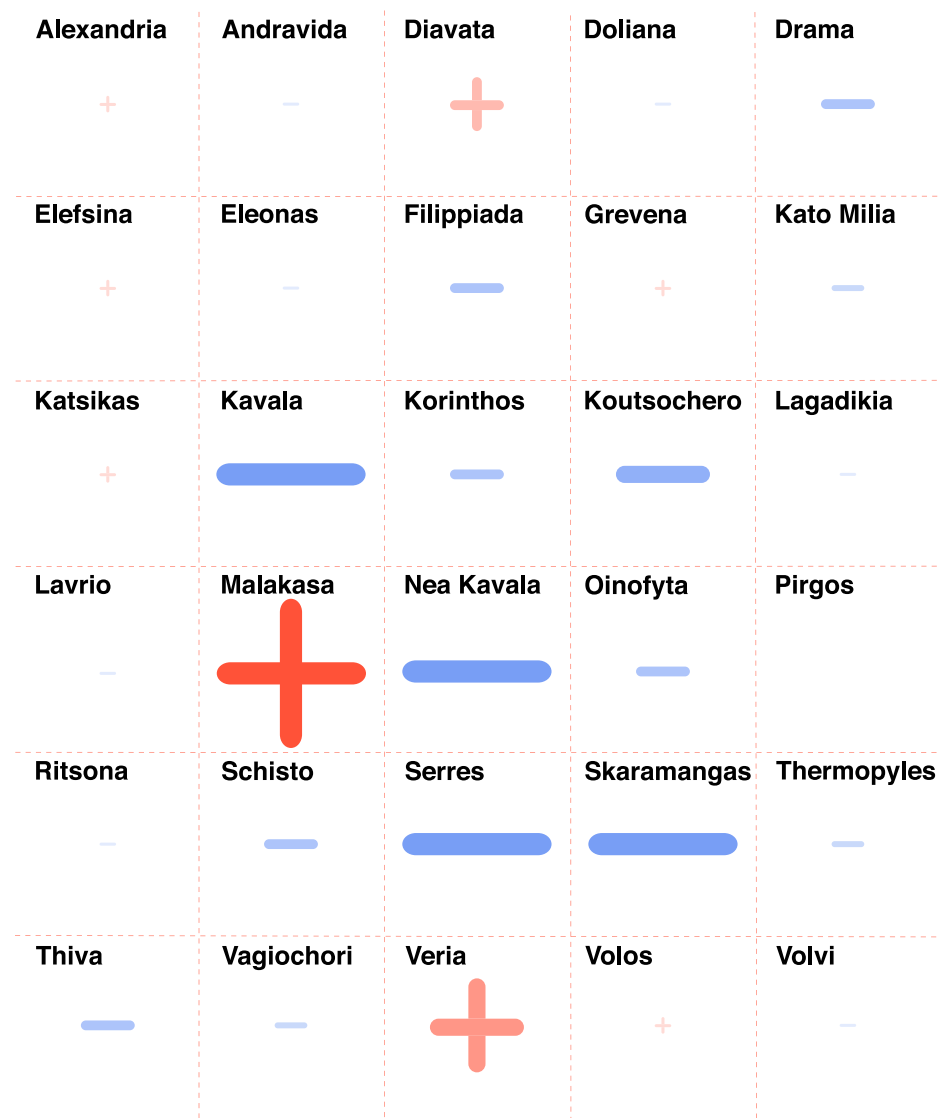 Alexandria Andravida Diavata Doliana Drama
Elefsina Eleonas Filippiada Grevena Kato Milia
Katsikas Kavala Korinthos Koutsochero Lagadikia
Lavrio Malakasa Nea Kavala Oinofyta Pirgos
Ritsona Schisto Serres Skaramangas Thermopyles
Thiva Vagiochori Veria Volos Volvi